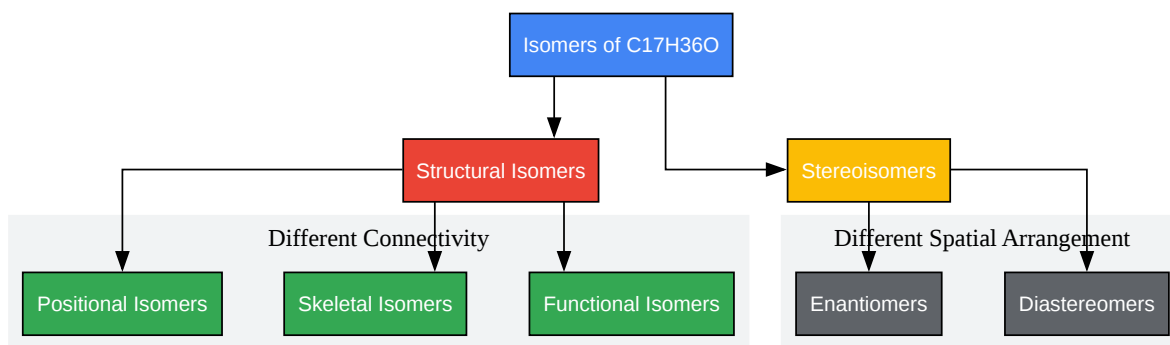 Isomers of C17H36O
Structural Isomers
Stereoisomers
Different Connectivity
Different Spatial Arrangement
Positional Isomers
Skeletal Isomers
Functional Isomers
Enantiomers
Diastereomers